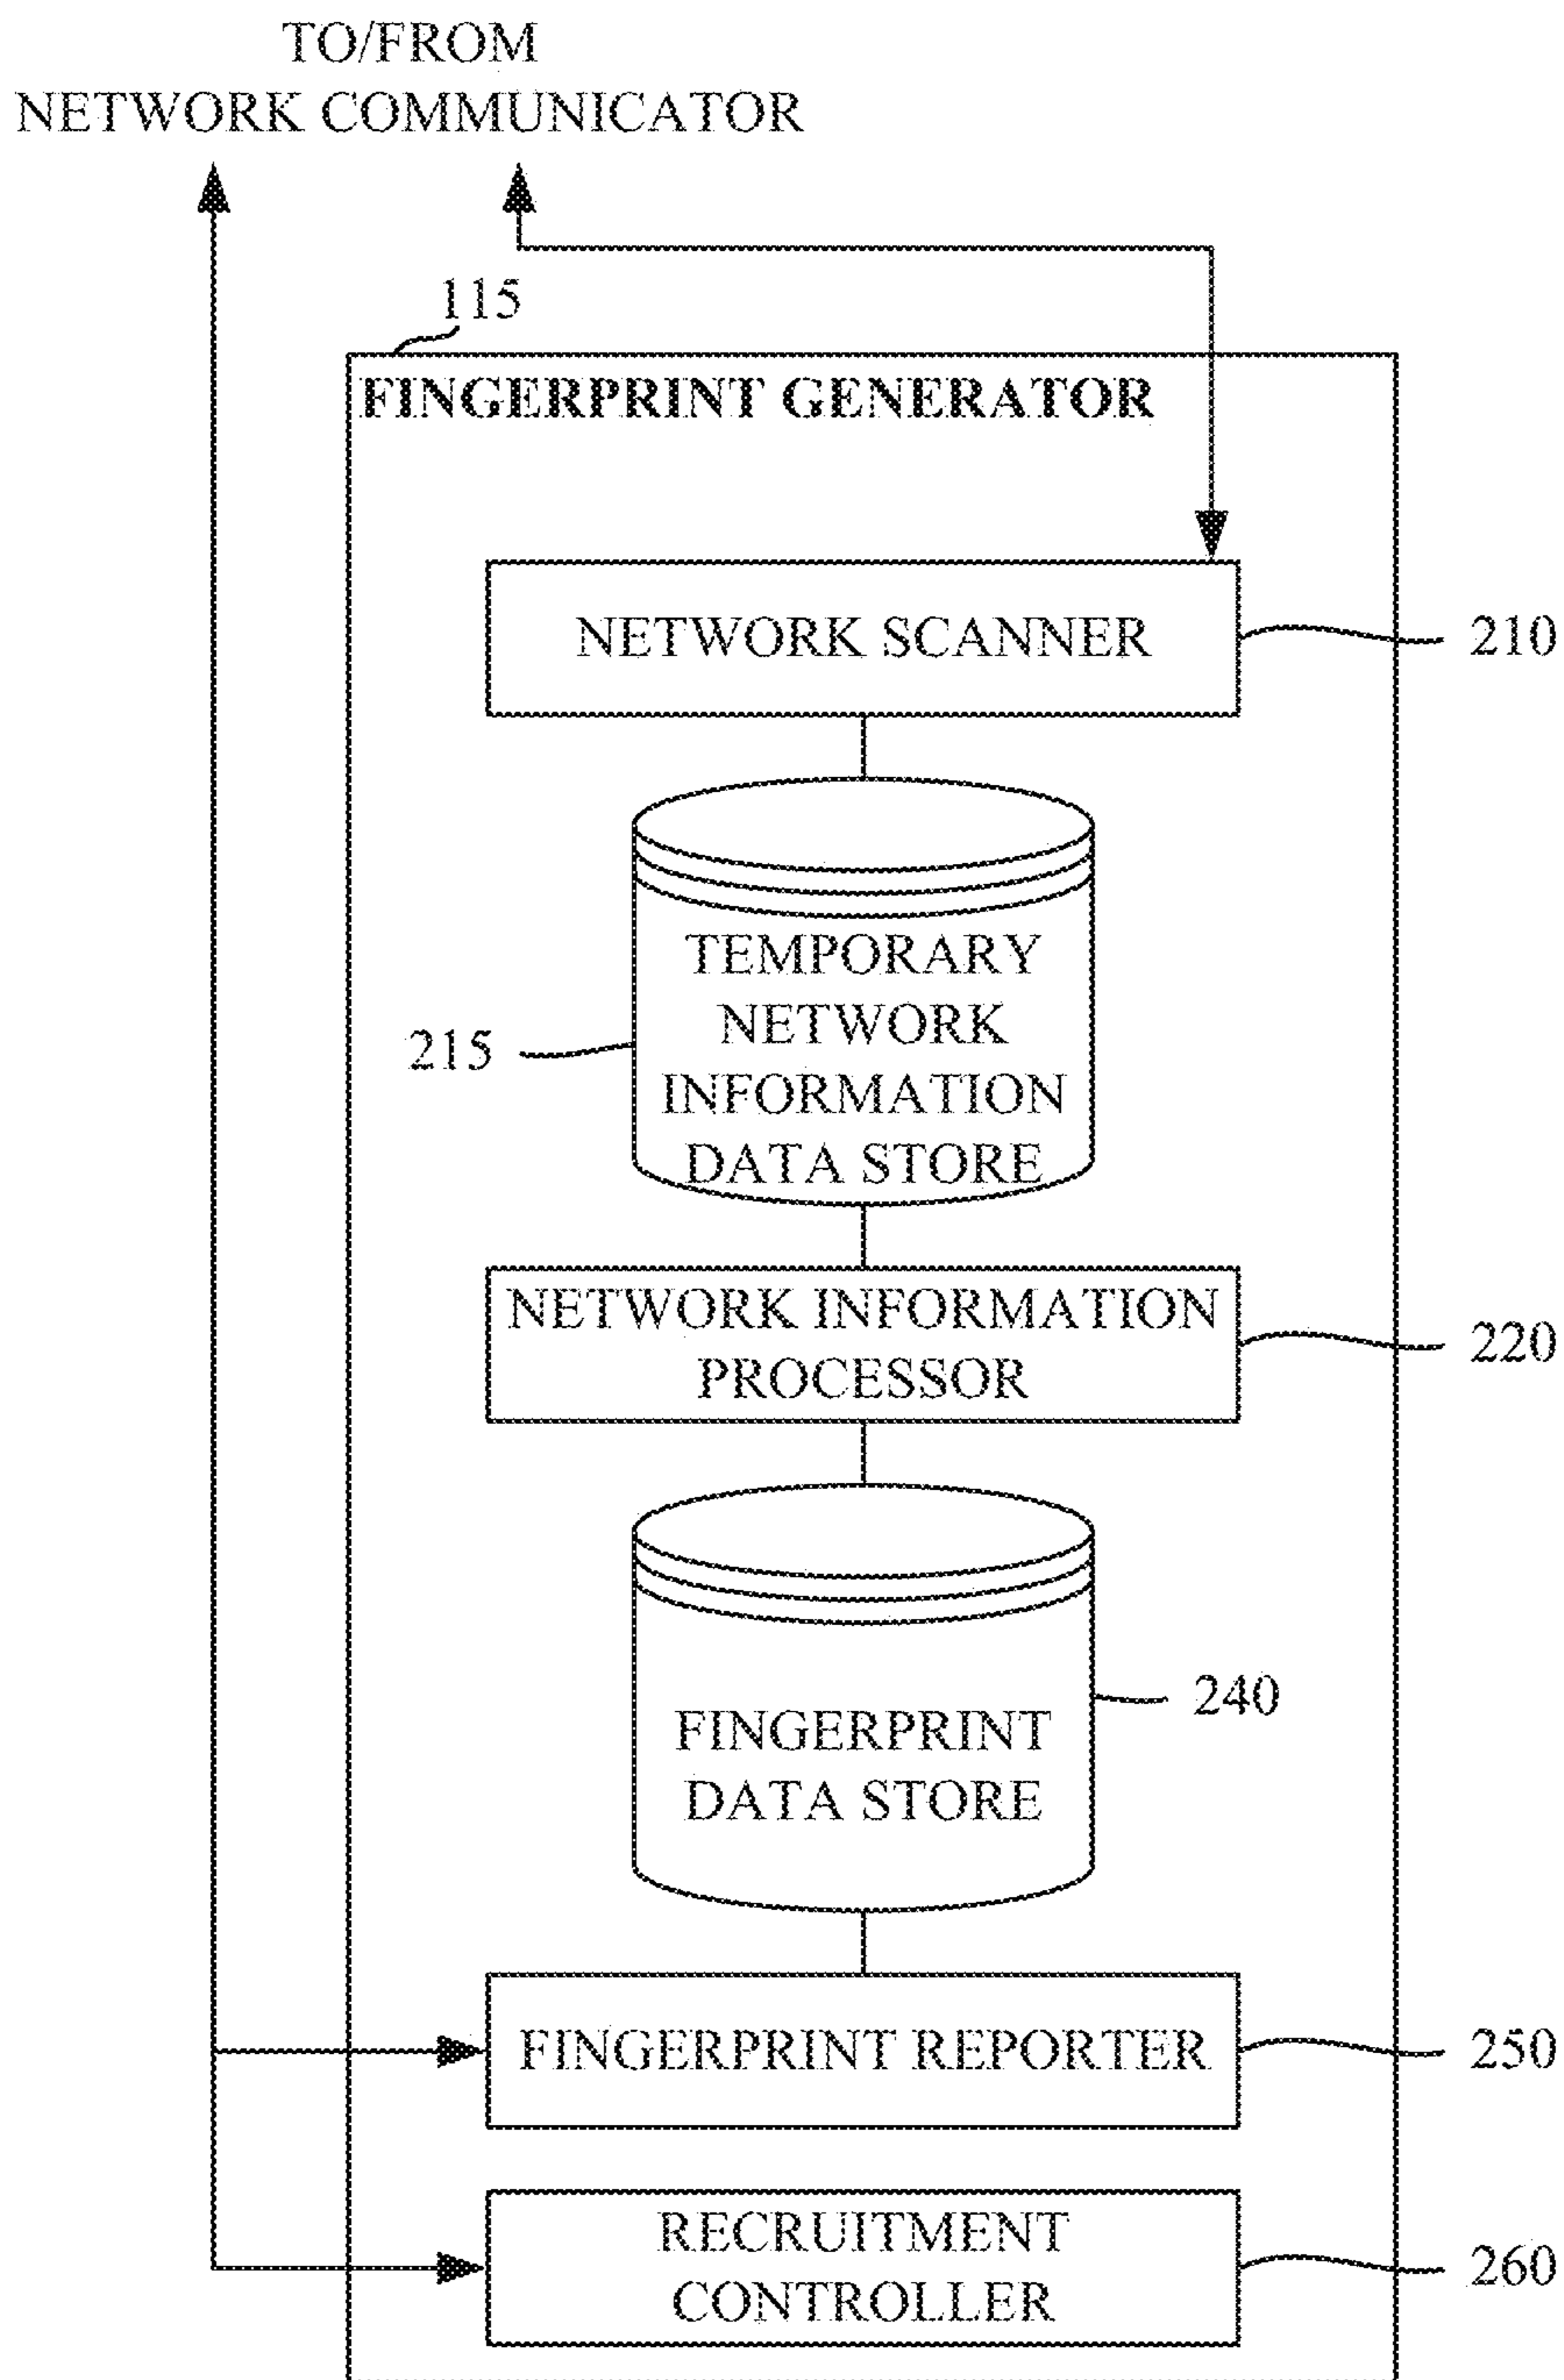 TO/FROM
NETWORK COMMUNICATOR
115
FINGERPRINT GENERATOR
NETWORK SCANNER
210
TEMPORARY
NETWORK
INFORMATION
DATA STORE
215
NETWORK INFORMATION
PROCESSOR
220
FINGERPRINT
DATA STORE
240
FINGERPRINT REPORTER
250
RECRUITMENT
CONTROLLER
260